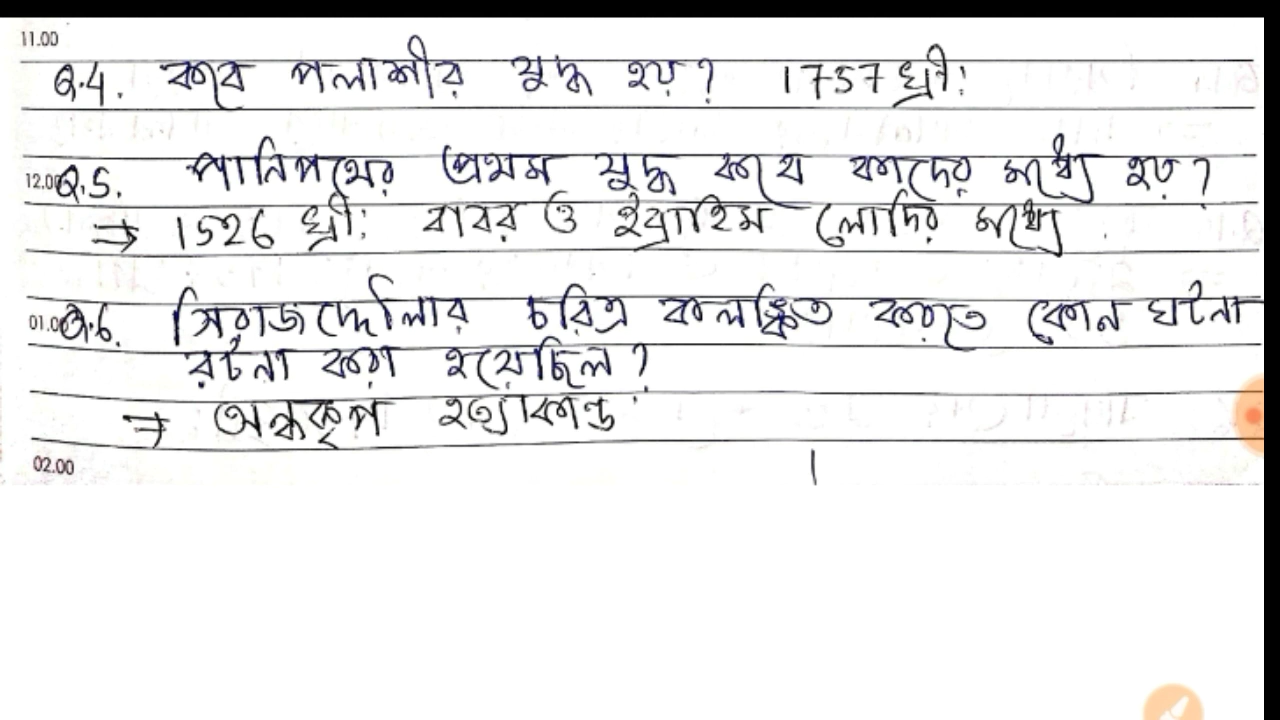 11.00
Q.4. কবে পলাশীর যুদ্ধ হয়? 1757 খ্রী:
12.00 Q.5. পানিপথের প্রথম যুদ্ধ কবে কাদের মধ্যে হয়?
⇒ 1526 খ্রী: বাবর ও ইব্রাহিম লোদির মধ্যে
01.00 Q.6. সিরাজদ্দৌলার চরিত্র কলঙ্কিত করতে কোন ঘটনা
রটনা করা হয়েছিল?
⇒ অন্ধকূপ হত্যাকান্ড
02.00